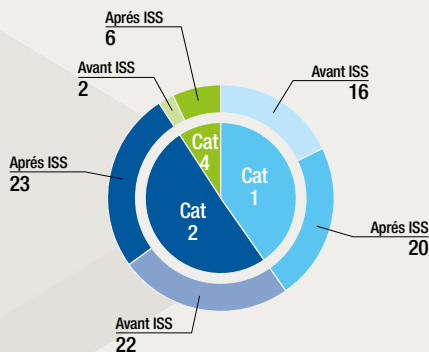 Aprés ISS
6
Avant ISS
2
Avant ISS
16
Aprés ISS
23
Cat
4
Cat
1
Cat
2
Aprés ISS
20
Avant ISS
22